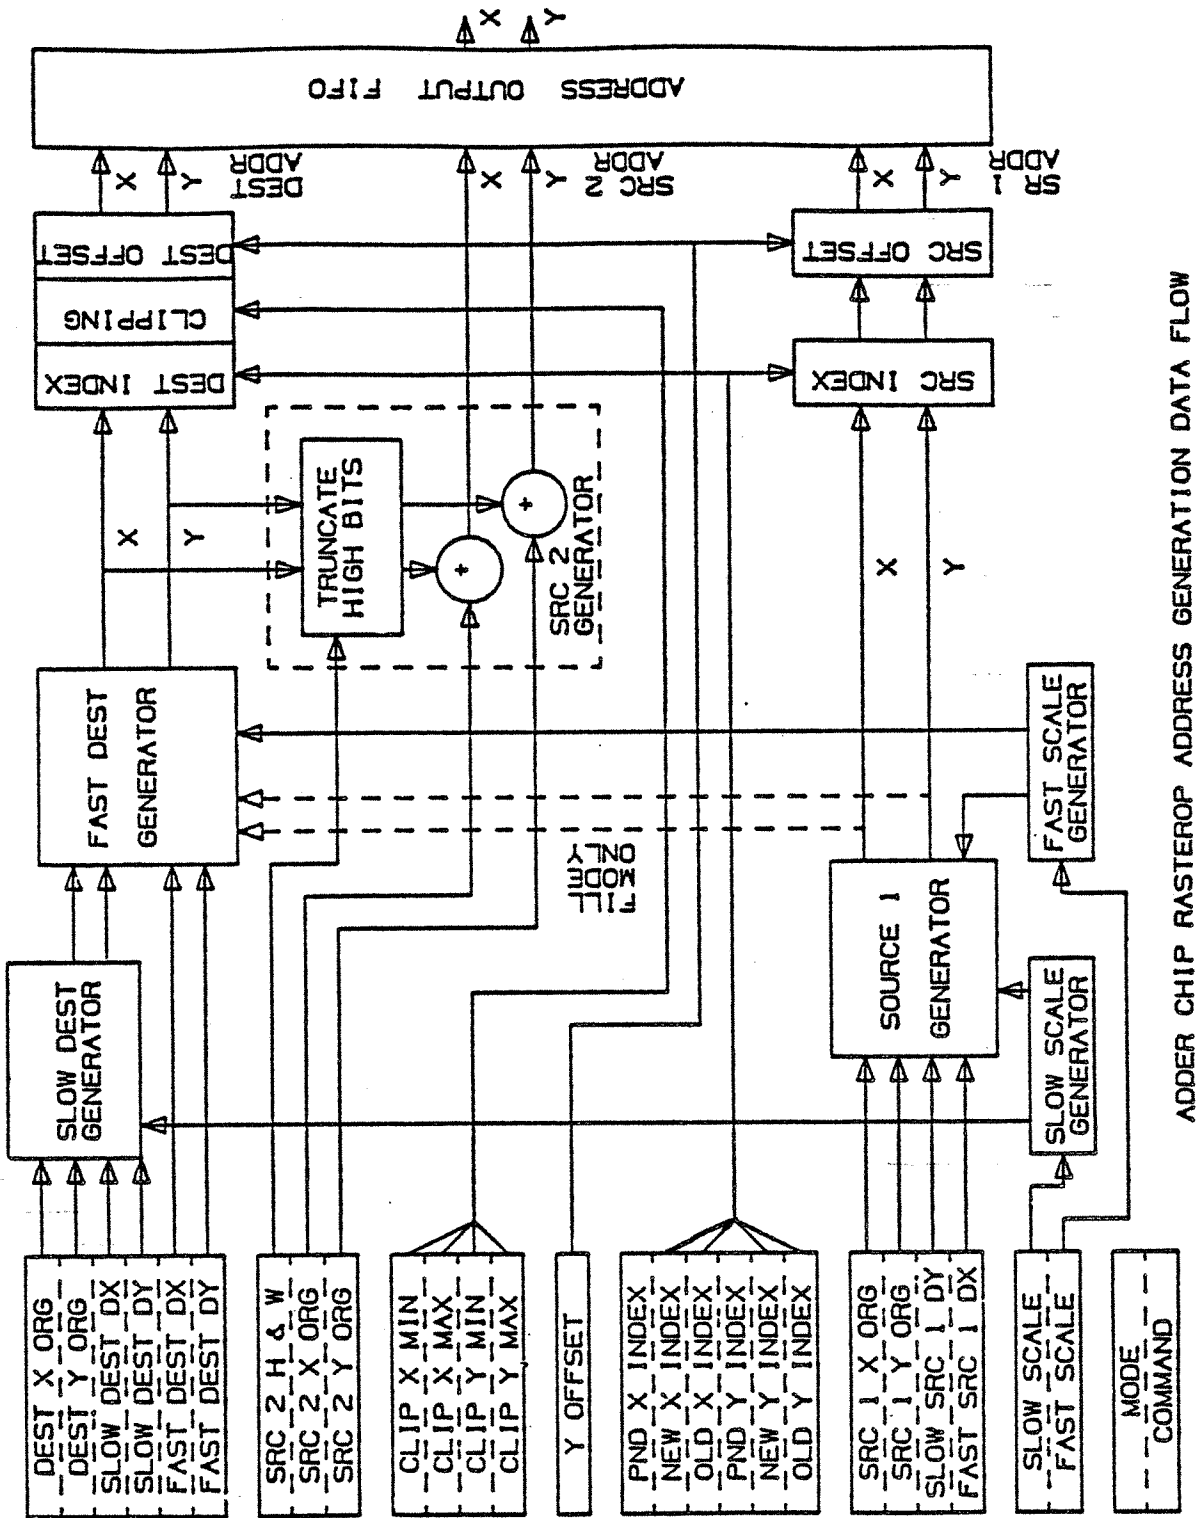 DEST X ORG
DEST Y ORG
SLOW DEST DX
SLOW DEST DY
FAST DEST DX
FAST DEST DY
SRC 2 H & W
SRC 2 X ORG
SRC 2 Y ORG
CLIP X MIN
CLIP X MAX
CLIP Y MIN
CLIP Y MAX
Y OFFSET
PND X INDEX
NEW X INDEX
OLD X INDEX
PND Y INDEX
NEW Y INDEX
OLD Y INDEX
SRC 1 X ORG
SRC 1 Y ORG
SLOW SRC 1 DY
FAST SRC 1 DX
SLOW SCALE
FAST SCALE
MODE
COMMAND
SLOW DEST
GENERATOR
FAST DEST
GENERATOR
X
Y
TRUNCATE
HIGH BITS
+
+
SRC 2
GENERATOR
FILL
MODE
ONLY
SOURCE 1
GENERATOR
SLOW SCALE
GENERATOR
FAST SCALE
GENERATOR
X
Y
DEST INDEX
CLIPPING
DEST OFFSET
SRC INDEX
SRC OFFSET
X
Y
DEST
ADDR
X
Y
SRC 2
ADDR
X
Y
SR 1
ADDR
ADDRESS OUTPUT FIFO
X
Y
ADDER CHIP RASTEROP ADDRESS GENERATION DATA FLOW